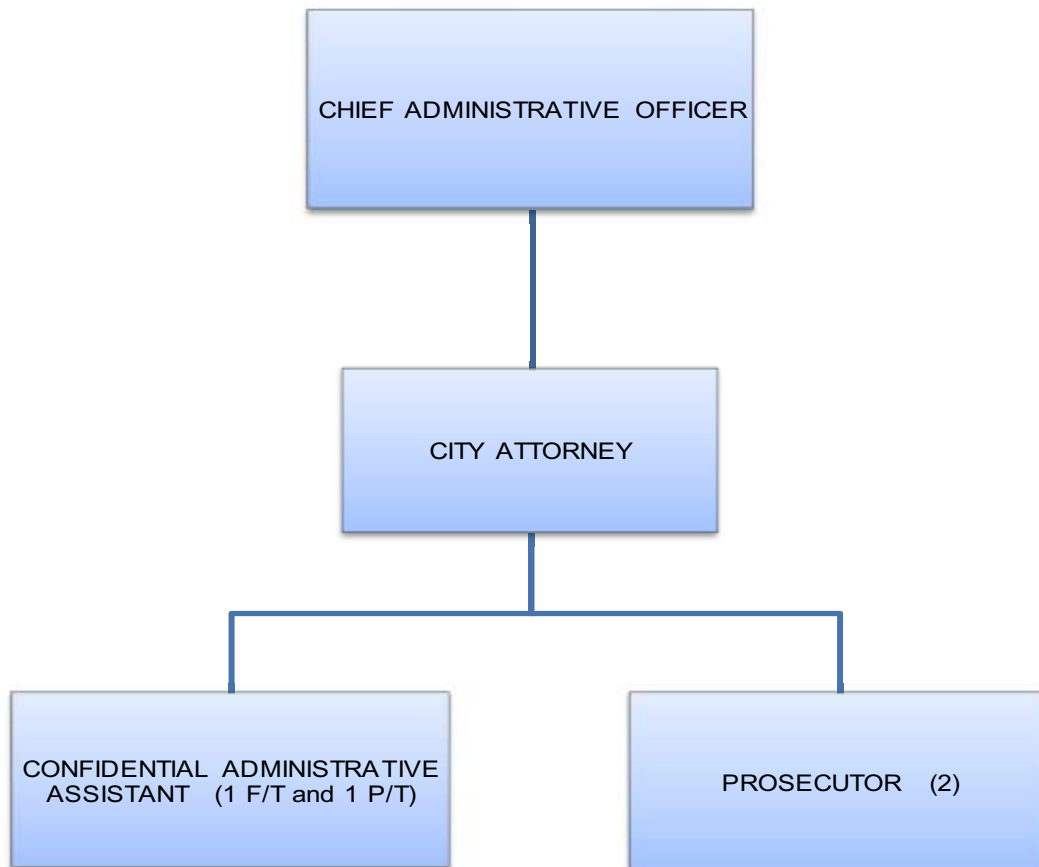 CHIEF ADMINISTRATIVE OFFICER
CITY ATTORNEY
CONFIDENTIAL ADMINISTRATIVE
ASSISTANT (1 F/T and 1 P/T)
PROSECUTOR (2)